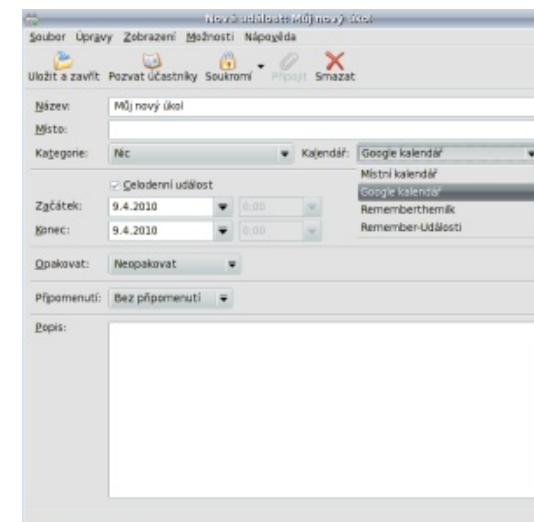 Nová událost: Můj nový úkol
Soubor Úpravy Zobrazení Možnosti Nápověda
Uložit a zavřít Pozvat účastníky Soukromí Připojit Smazat
Název: Můj nový úkol
Místo:
Kategorie: Nic Kalendář: Google kalendář
Místní kalendář
Celodenní událost Google kalendář
Začátek: 9.4.2010 0:00 Rememberthemilk
Konec: 9.4.2010 0:00 Remember-Události
Opakovat: Neopakovat
Připomenutí: Bez připomenutí
Popis: